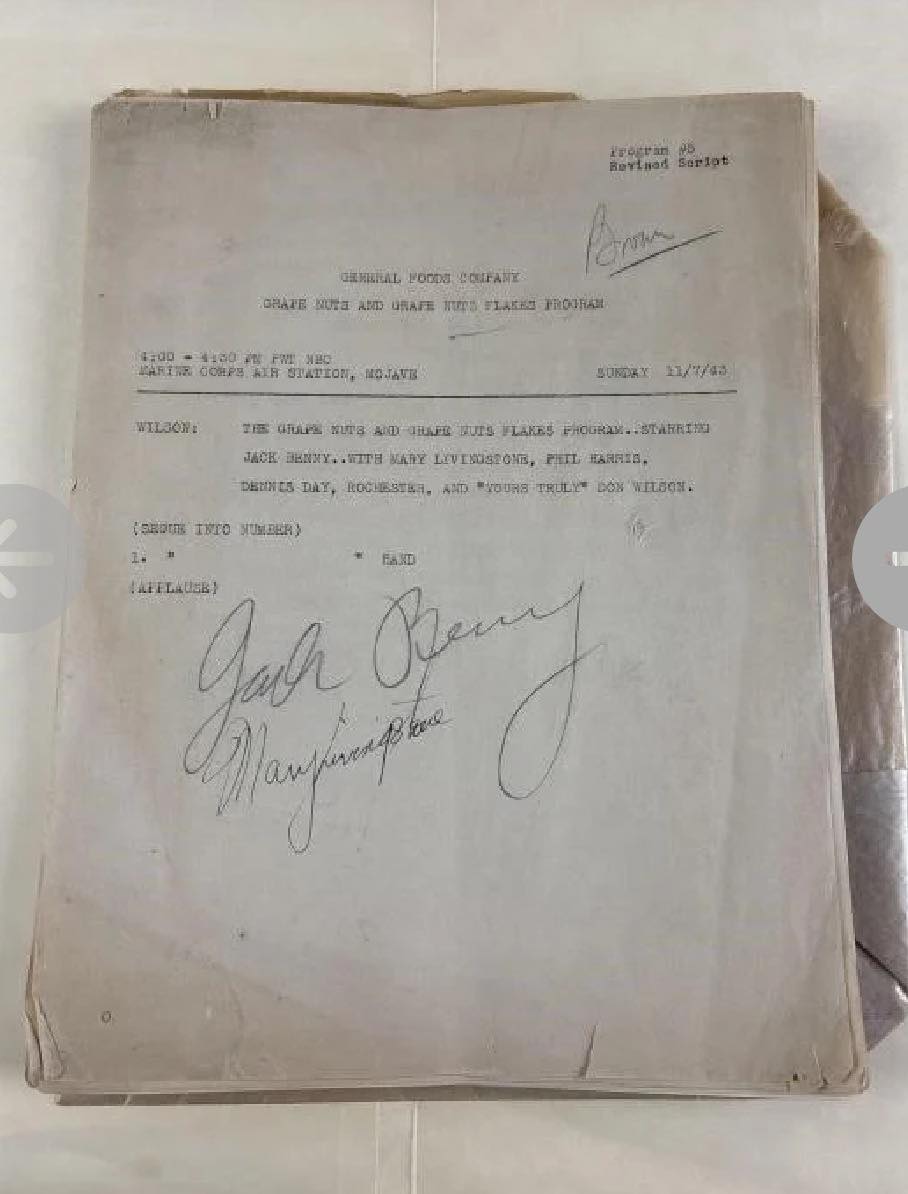 Program #5
Revised Script
Brown
GENERAL FOODS COMPANY
GRAPE NUTS AND GRAPE NUTS FLAKES PROGRAM
4:00 - 4:30 PM PWT NBC
MARINE CORPS AIR STATION, MOJAVE SUNDAY 11/7/43
WILSON: THE GRAPE NUTS AND GRAPE NUTS FLAKES PROGRAM..STARRING
JACK BENNY..WITH MARY LIVINGSTONE, PHIL HARRIS,
DENNIS DAY, ROCHESTER, AND "YOURS TRULY" DON WILSON.
(SEGUE INTO NUMBER)
1. " " BAND
(APPLAUSE)
Jack Benny
Mary Livingstone